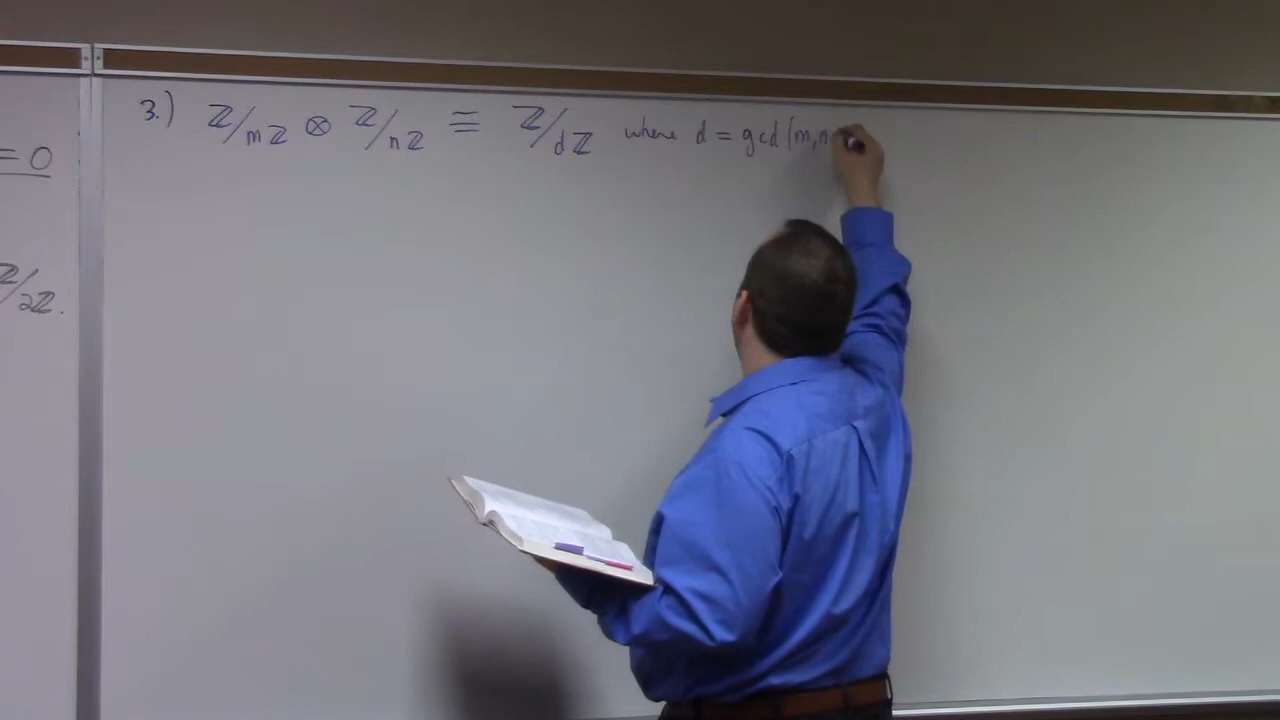 3.) ℤ/mℤ ⊗ ℤ/nℤ ≅ ℤ/dℤ where d = gcd(m,n
= 0
ℤ/2ℤ.